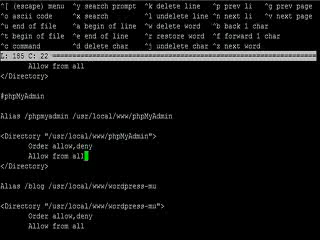 ^[ (escape) menu ^y search prompt ^k delete line ^p prev li ^g prev page
^o ascii code ^x search ^l undelete line ^n next li ^v next page
^u end of file ^a begin of line ^w delete word ^b back 1 char
^t begin of file ^e end of line ^r restore word ^f forward 1 char
^c command ^d delete char ^j undelete char ^z next word
L: 195 C: 22
Allow from all
</Directory>
#phpMyAdmin
Alias /phpmyadmin /usr/local/www/phpMyAdmin
<Directory "/usr/local/www/phpMyAdmin">
Order allow,deny
Allow from all
</Directory>
Alias /blog /usr/local/www/wordpress-mu
<Directory "/usr/local/www/wordpress-mu">
Order allow,deny
Allow from all